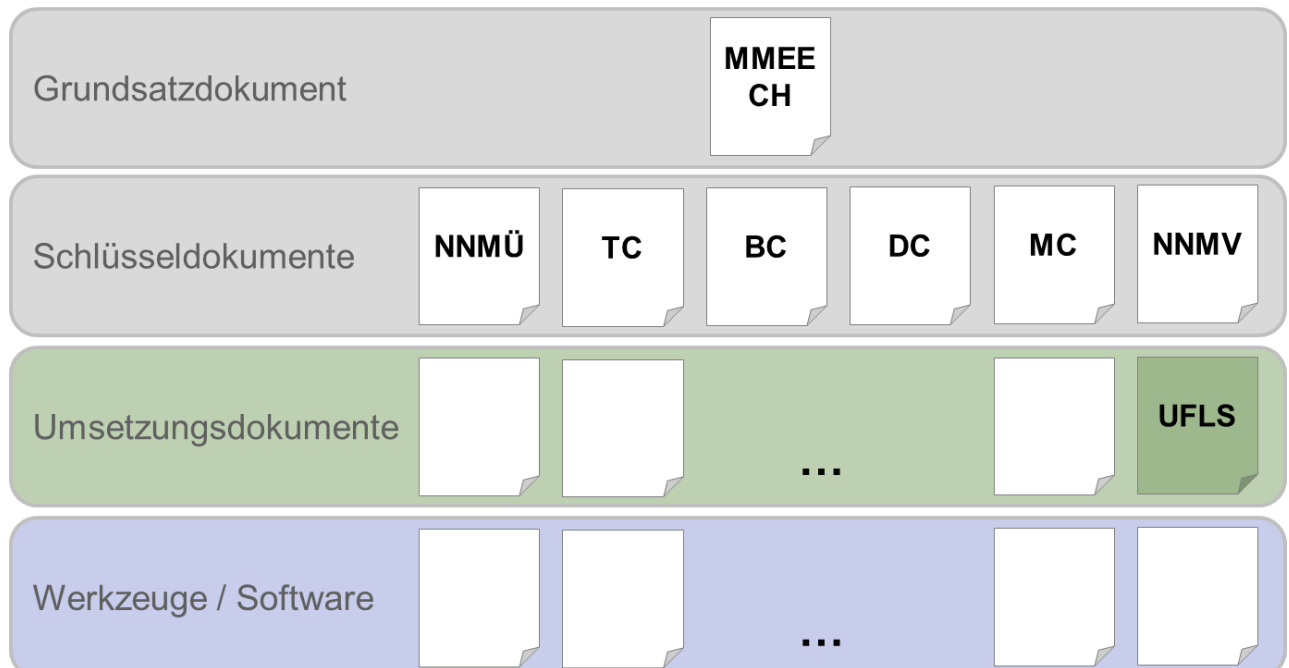 Grundsatzdokument
MMEE
CH
Schlüsseldokumente
NNMÜ
TC
BC
DC
MC
NNMV
Umsetzungsdokumente
...
UFLS
Werkzeuge / Software
...